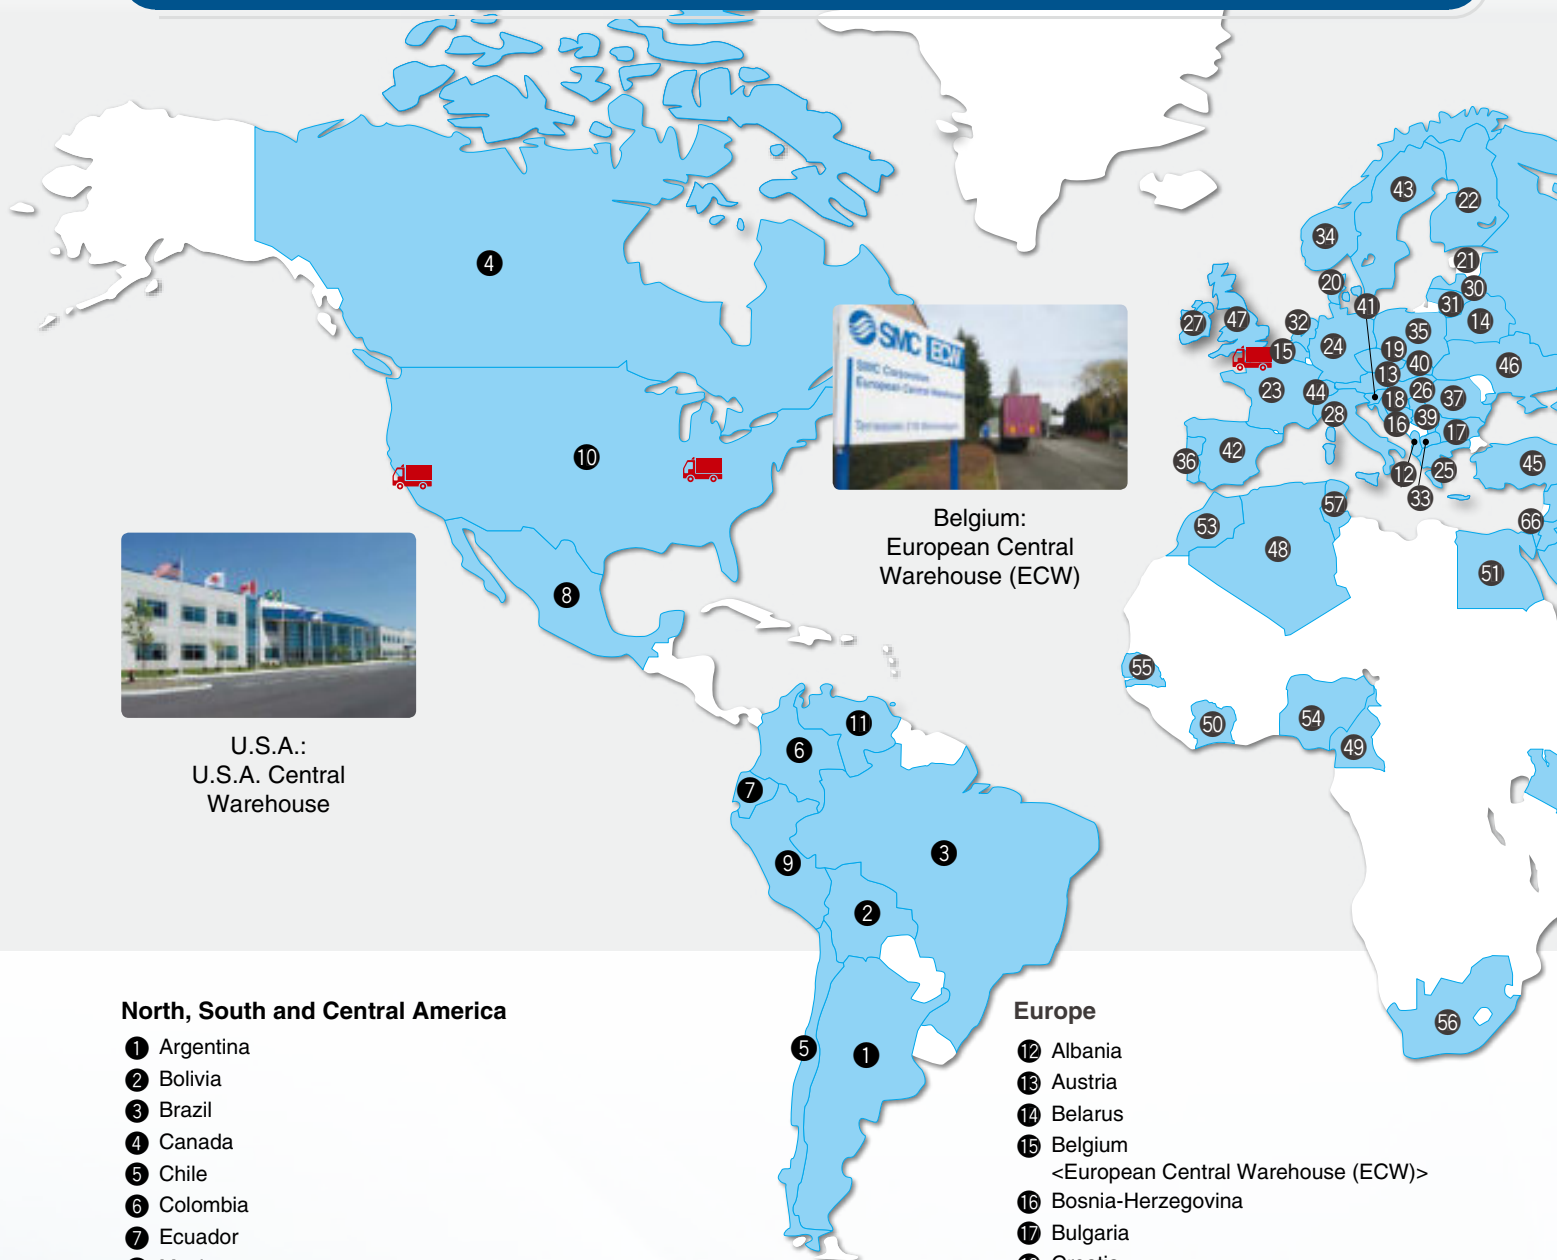 4
43
22
34
21
20
30
41
31
27
47
32
14
35
24
19
15
46
40
13
23
44
26
37
18
28
39
16
17
10
42
36
12
25
45
33
57
66
53
48
51
8
55
50
54
49
11
6
7
3
9
2
5
1
56
SMC ECW
SMC Corporation
European Central Warehouse
Belgium:
European Central
Warehouse (ECW)
U.S.A.:
U.S.A. Central
Warehouse
North, South and Central America
1 Argentina
2 Bolivia
3 Brazil
4 Canada
5 Chile
6 Colombia
7 Ecuador
Europe
12 Albania
13 Austria
14 Belarus
15 Belgium
<European Central Warehouse (ECW)>
16 Bosnia-Herzegovina
17 Bulgaria